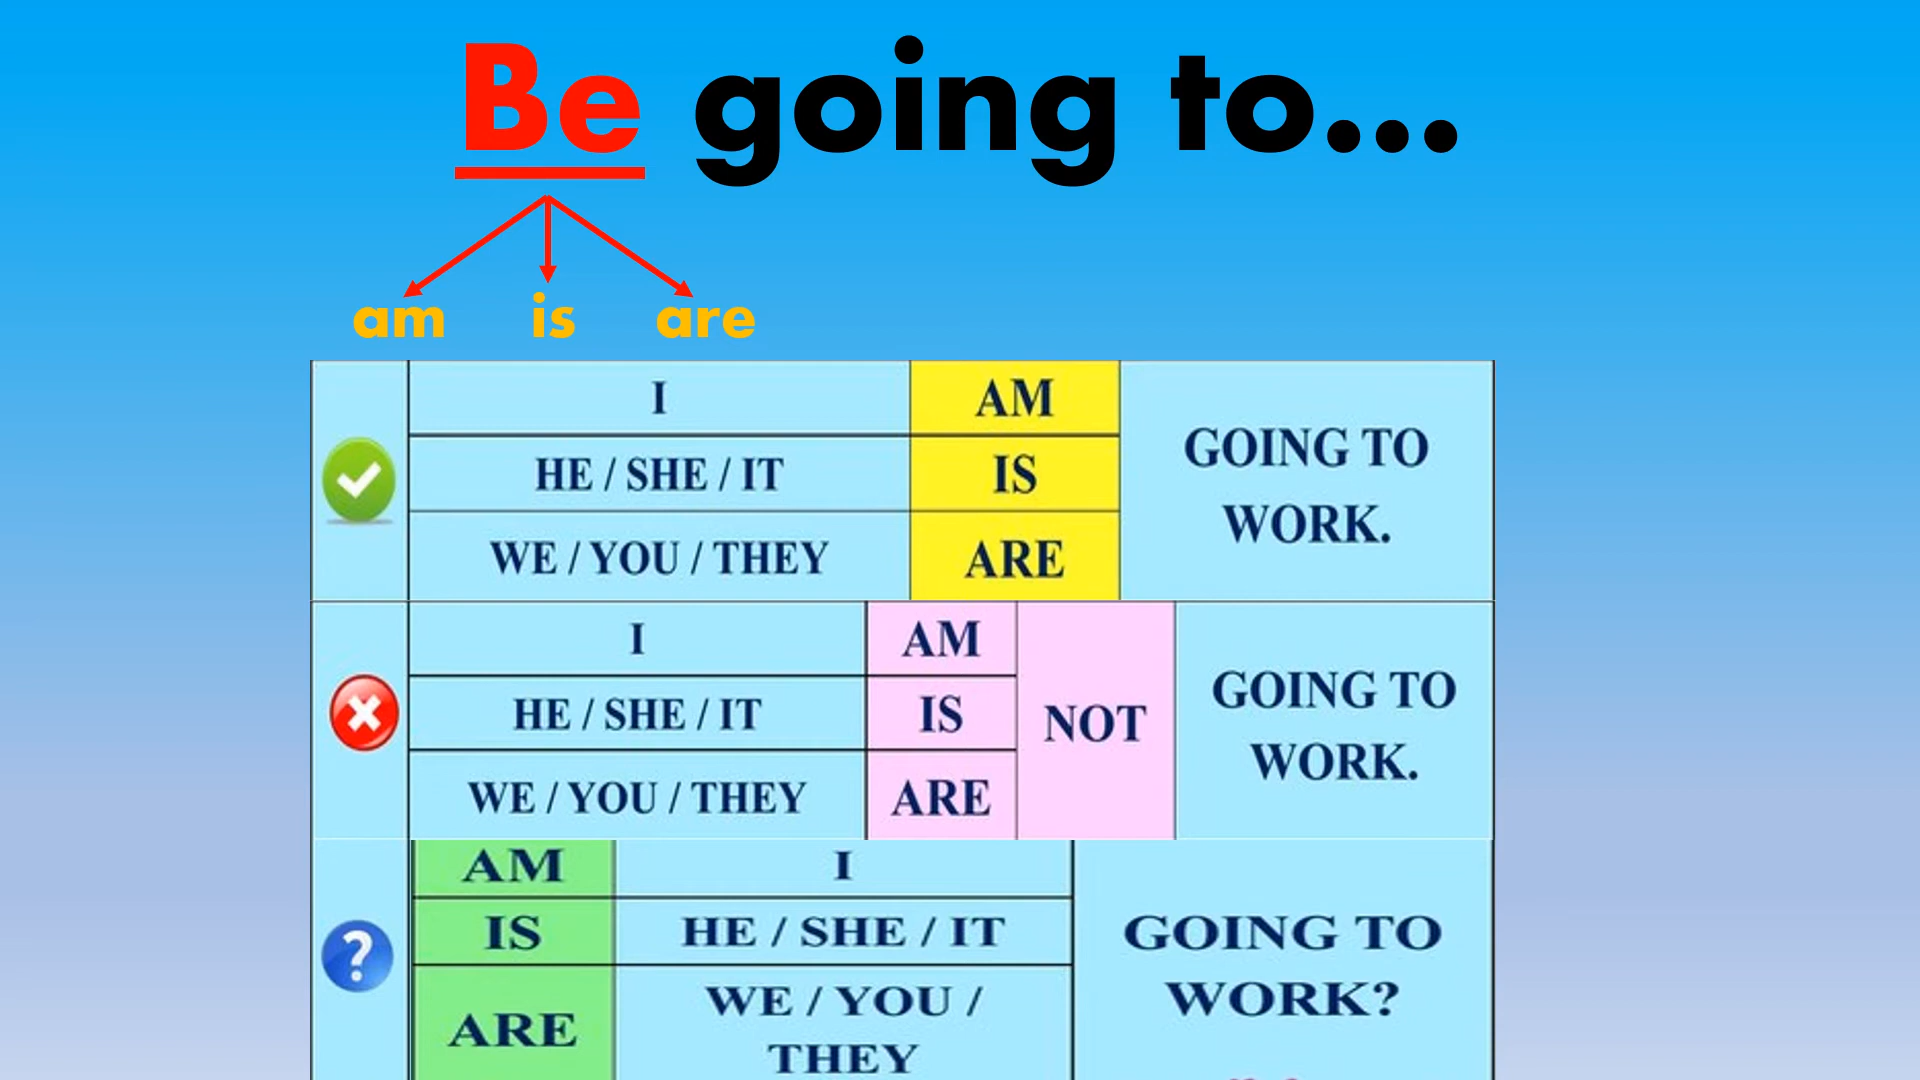 Be going to...
am is are
I AM
HE / SHE / IT IS
WE / YOU / THEY ARE
GOING TO
WORK.
I AM
HE / SHE / IT IS
WE / YOU / THEY ARE
NOT
GOING TO
WORK.
AM I
IS HE / SHE / IT
ARE WE / YOU /
THEY
GOING TO
WORK?